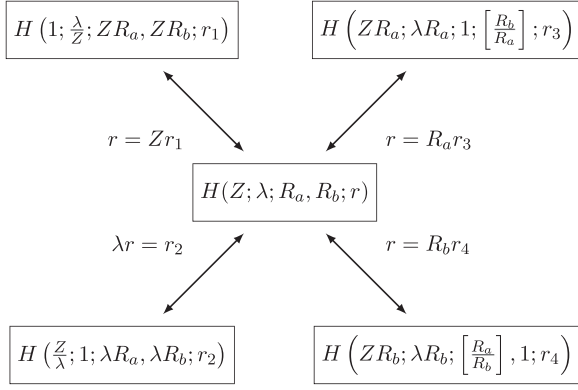 H(1; λ/Z; ZR_a, ZR_b; r_1)
H(ZR_a; λR_a; 1; [R_b/R_a]; r_3)
r = Zr_1
r = R_a r_3
H(Z; λ; R_a, R_b; r)
λr = r_2
r = R_b r_4
H(Z/λ; 1; λR_a, λR_b; r_2)
H(ZR_b; λR_b; [R_a/R_b], 1; r_4)